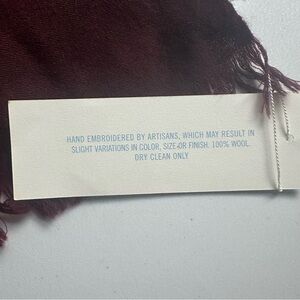 HAND EMBROIDERED BY ARTISANS, WHICH MAY RESULT IN
SLIGHT VARIATIONS IN COLOR, SIZE OR FINISH. 100% WOOL.
DRY CLEAN ONLY